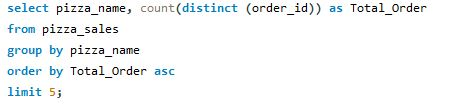 select pizza_name, count(distinct (order_id)) as Total_Order
from pizza_sales
group by pizza_name
order by Total_Order asc
limit 5;